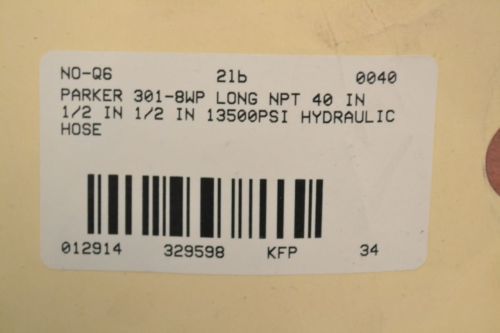 NO-Q6 2lb 0040
PARKER 301-8WP LONG NPT 40 IN
1/2 IN 1/2 IN 13500PSI HYDRAULIC
HOSE
012914 329598 KFP 34